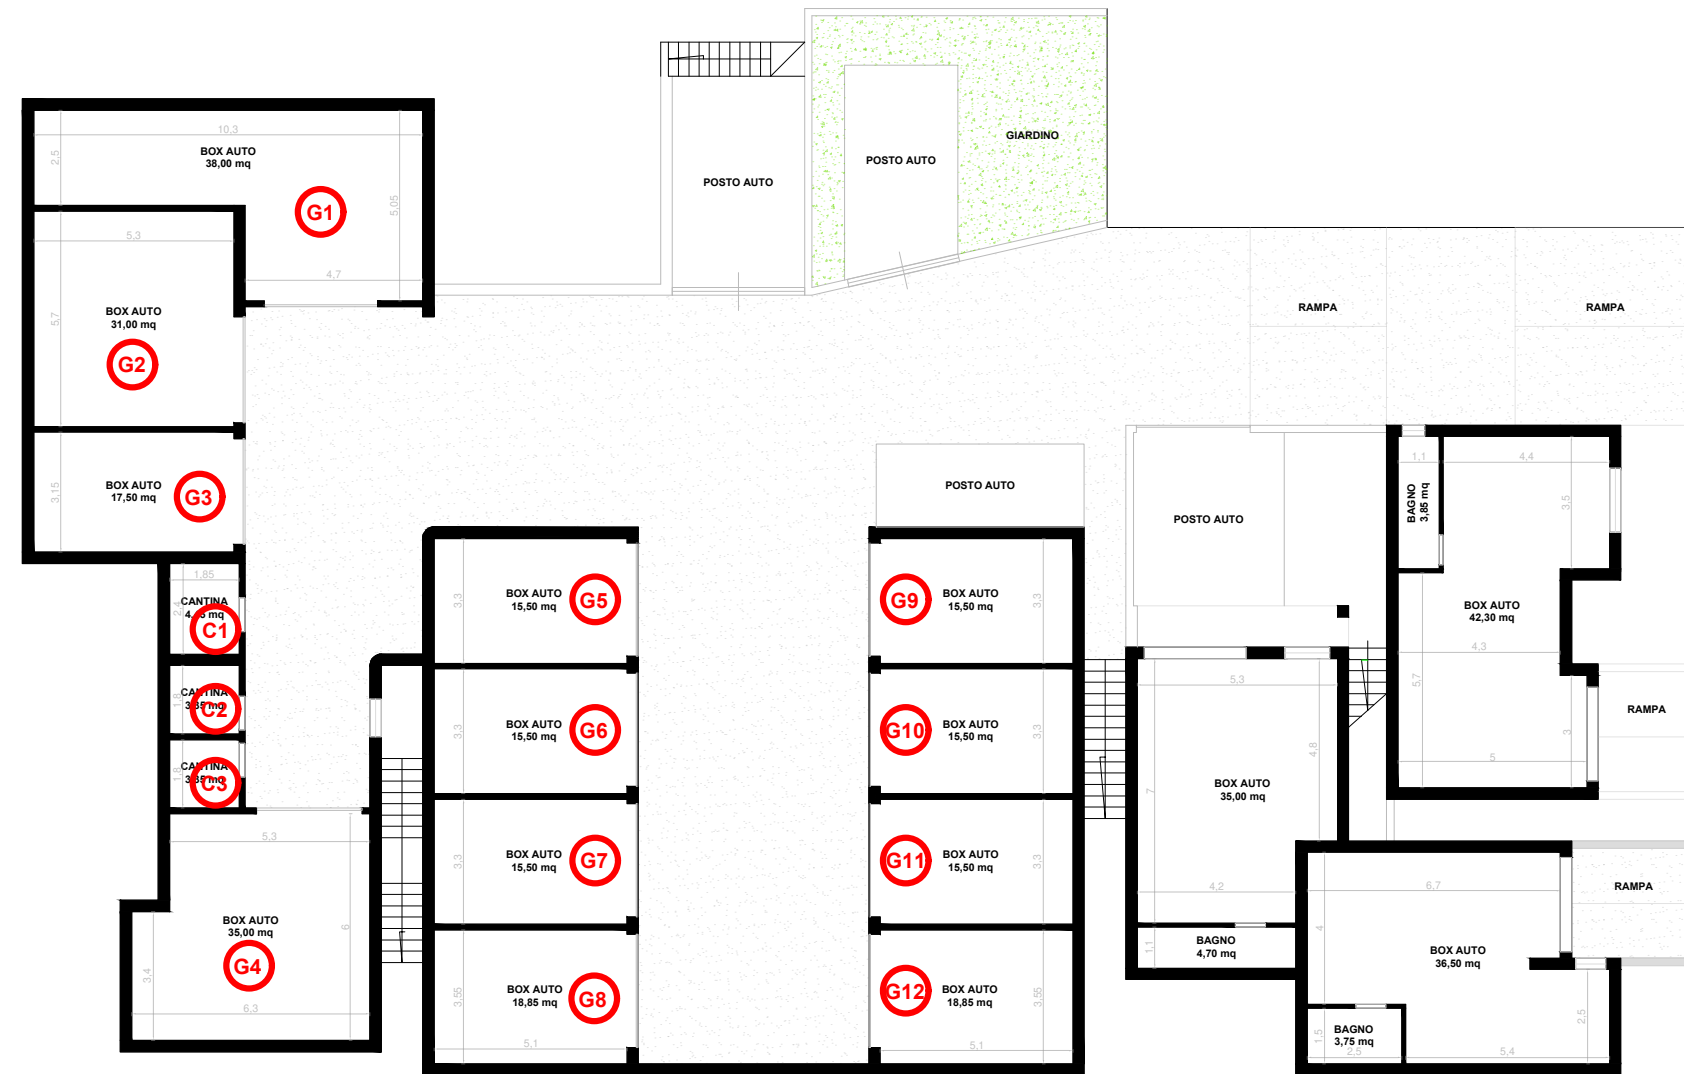 10,3
BOX AUTO
38,00 mq
2,5
5,05
G1
4,7
5,3
5,7
BOX AUTO
31,00 mq
G2
BOX AUTO
17,50 mq
3,15
G3
POSTO AUTO
POSTO AUTO
GIARDINO
RAMPA
RAMPA
POSTO AUTO
POSTO AUTO
1,85
2,4
CANTINA
C1
1,8
C2
1,8
CANTINA
C3
5,3
6
BOX AUTO
35,00 mq
G4
3,4
6,3
3,3
BOX AUTO
15,50 mq
G5
3,3
BOX AUTO
15,50 mq
G6
3,3
BOX AUTO
15,50 mq
G7
3,55
BOX AUTO
18,85 mq
G8
5,1
G9
BOX AUTO
15,50 mq
3,3
G10
BOX AUTO
15,50 mq
3,3
G11
BOX AUTO
15,50 mq
3,3
G12
BOX AUTO
18,85 mq
3,55
5,1
5,3
4,8
7
BOX AUTO
35,00 mq
4,2
1,1
BAGNO
4,70 mq
1,1
4,4
BAGNO
3,85 mq
3,5
BOX AUTO
42,30 mq
4,3
5,7
3
5
RAMPA
6,7
RAMPA
4
BOX AUTO
36,50 mq
1,5
BAGNO
3,75 mq
2,5
5,4
2,5